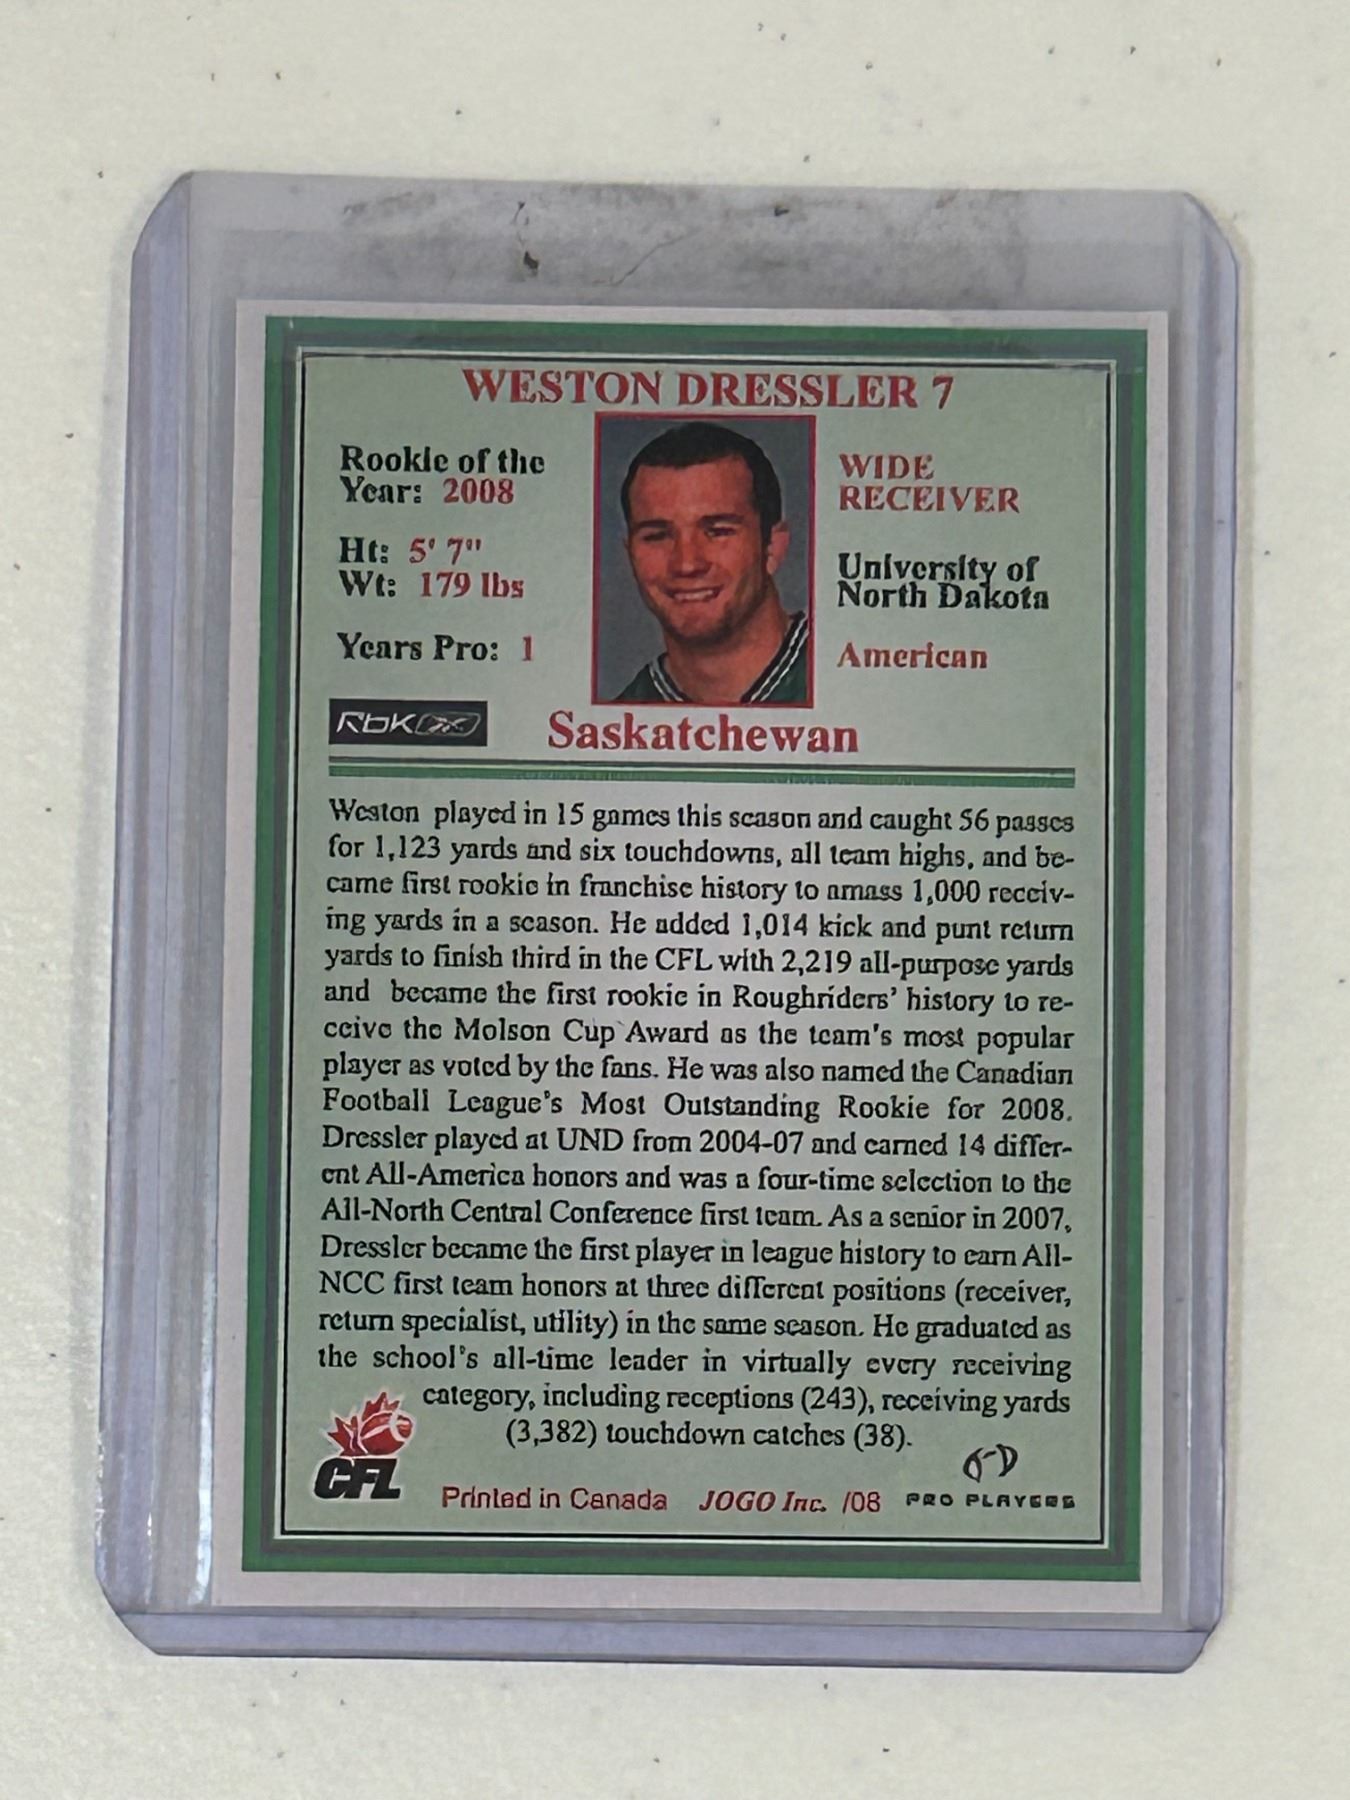 WESTON DRESSLER 7
Rookie of the
Year: 2008
Ht: 5' 7"
Wt: 179 lbs
Years Pro: 1
WIDE
RECEIVER
University of
North Dakota
American
RbK
Saskatchewan
Weston played in 15 games this season and caught 56 passes
for 1,123 yards and six touchdowns, all team highs, and be-
came first rookie in franchise history to amass 1,000 receiv-
ing yards in a season. He added 1,014 kick and punt return
yards to finish third in the CFL with 2,219 all-purpose yards
and became the first rookie in Roughriders' history to re-
ceive the Molson Cup Award as the team's most popular
player as voted by the fans. He was also named the Canadian
Football League's Most Outstanding Rookie for 2008.
Dressler played at UND from 2004-07 and earned 14 differ-
ent All-America honors and was a four-time selection to the
All-North Central Conference first team. As a senior in 2007,
Dressler became the first player in league history to earn All-
NCC first team honors at three different positions (receiver,
return specialist, utility) in the same season. He graduated as
the school's all-time leader in virtually every receiving
category, including receptions (243), receiving yards
(3,382) touchdown catches (38).
CFL
Printed in Canada JOGO Inc. /08
PRO PLAYERS